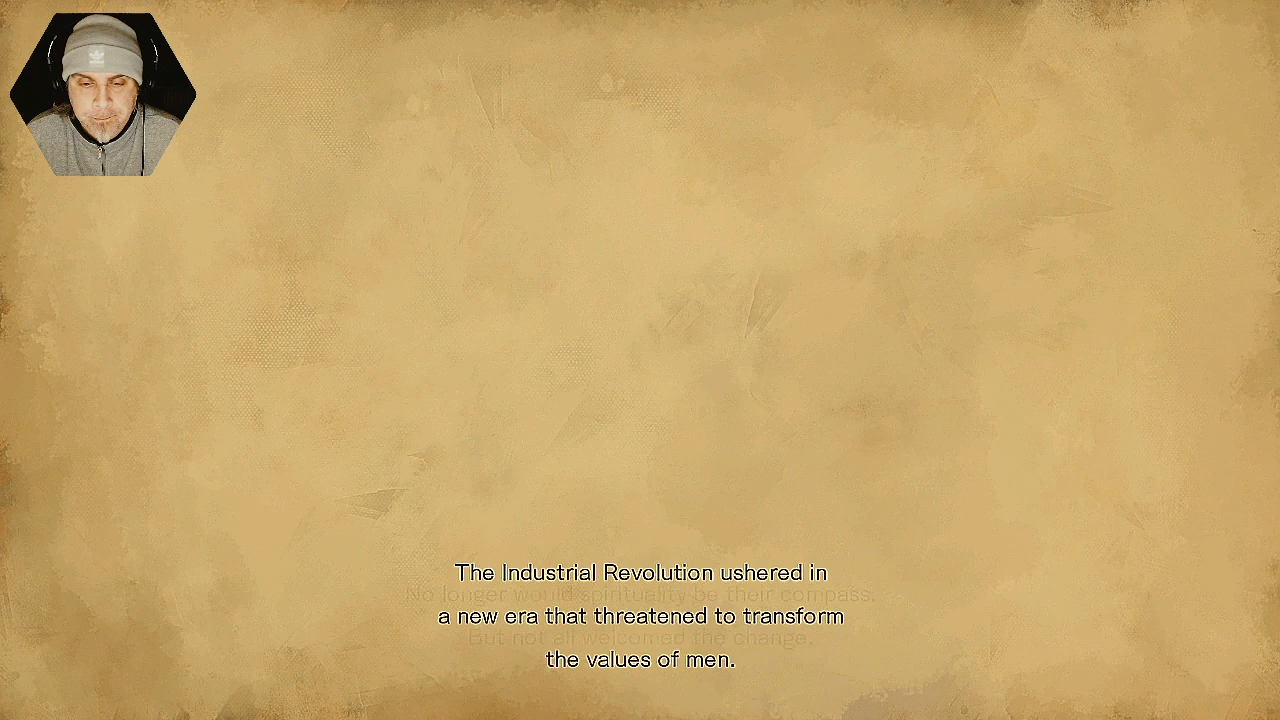 The Industrial Revolution ushered in
No longer would spirituality be their compass.
a new era that threatened to transform
But not all welcomed the change.
the values of men.